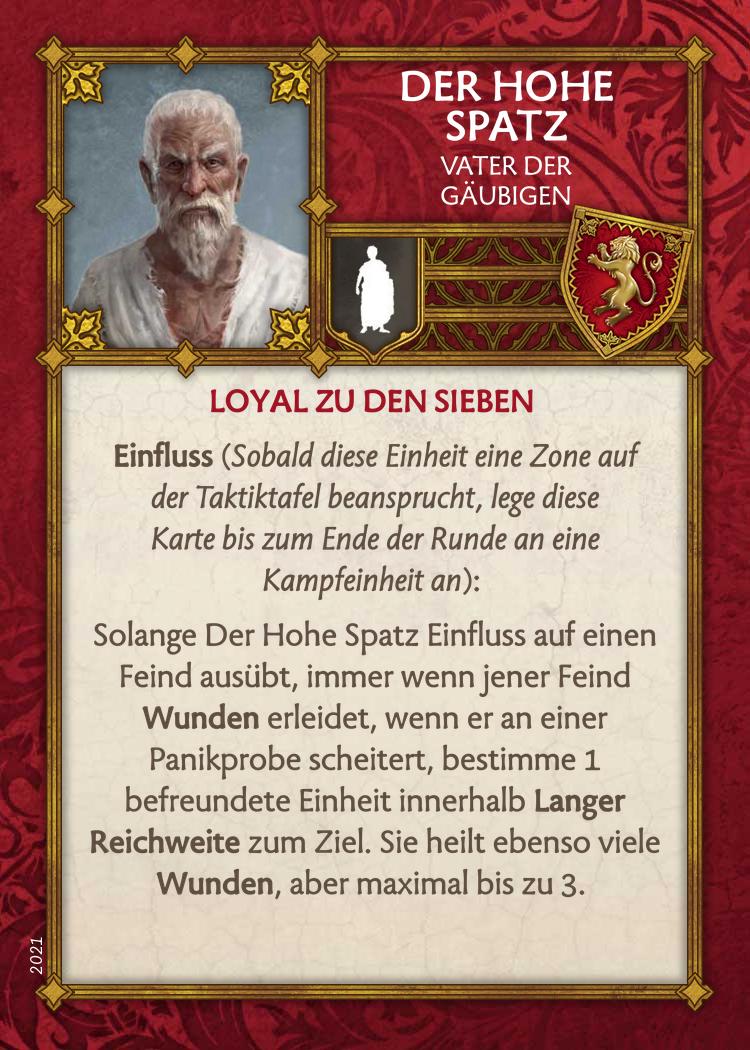 DER HOHE
SPATZ
VATER DER
GÄUBIGEN
LOYAL ZU DEN SIEBEN
Einfluss (Sobald diese Einheit eine Zone auf
der Taktiktafel beansprucht, lege diese
Karte bis zum Ende der Runde an eine
Kampfeinheit an):
Solange Der Hohe Spatz Einfluss auf einen
Feind ausübt, immer wenn jener Feind
Wunden erleidet, wenn er an einer
Panikprobe scheitert, bestimme 1
befreundete Einheit innerhalb Langer
Reichweite zum Ziel. Sie heilt ebenso viele
Wunden, aber maximal bis zu 3.
2021